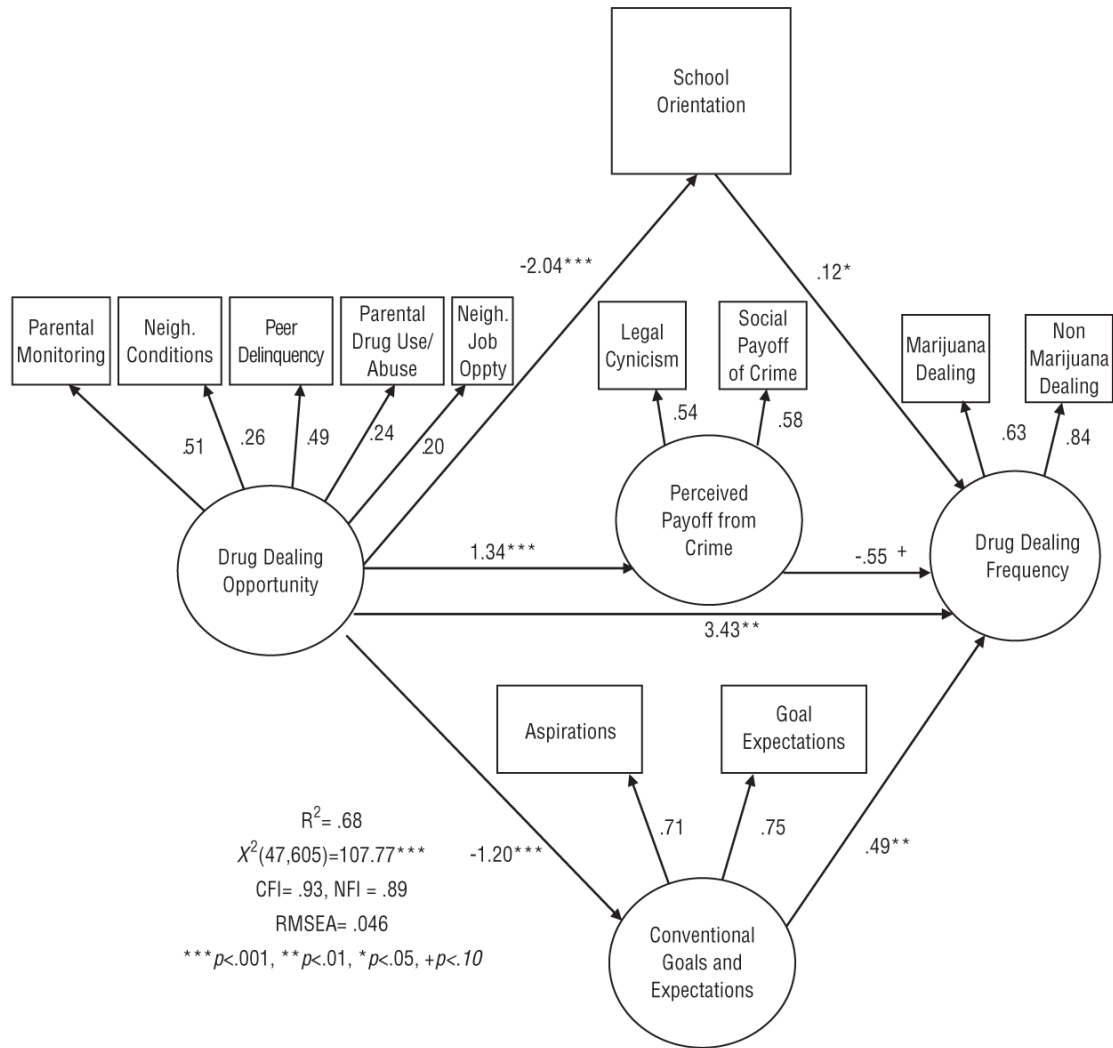 School
Orientation
-2.04***
.12*
Parental
Monitoring
Neigh.
Conditions
Peer
Delinquency
Parental
Drug Use/
Abuse
Neigh.
Job
Oppty
Legal
Cynicism
Social
Payoff
of Crime
Marijuana
Dealing
Non
Marijuana
Dealing
.51
.26
.49
.24
.20
.54
.58
.63
.84
Drug Dealing
Opportunity
Perceived
Payoff from
Crime
Drug Dealing
Frequency
1.34***
-.55 +
3.43**
Aspirations
Goal
Expectations
.71
.75
-1.20***
.49**
R²= .68
X²(47,605)=107.77***
CFI= .93, NFI = .89
RMSEA= .046
***p<.001, **p<.01, *p<.05, +p<.10
Conventional
Goals and
Expectations